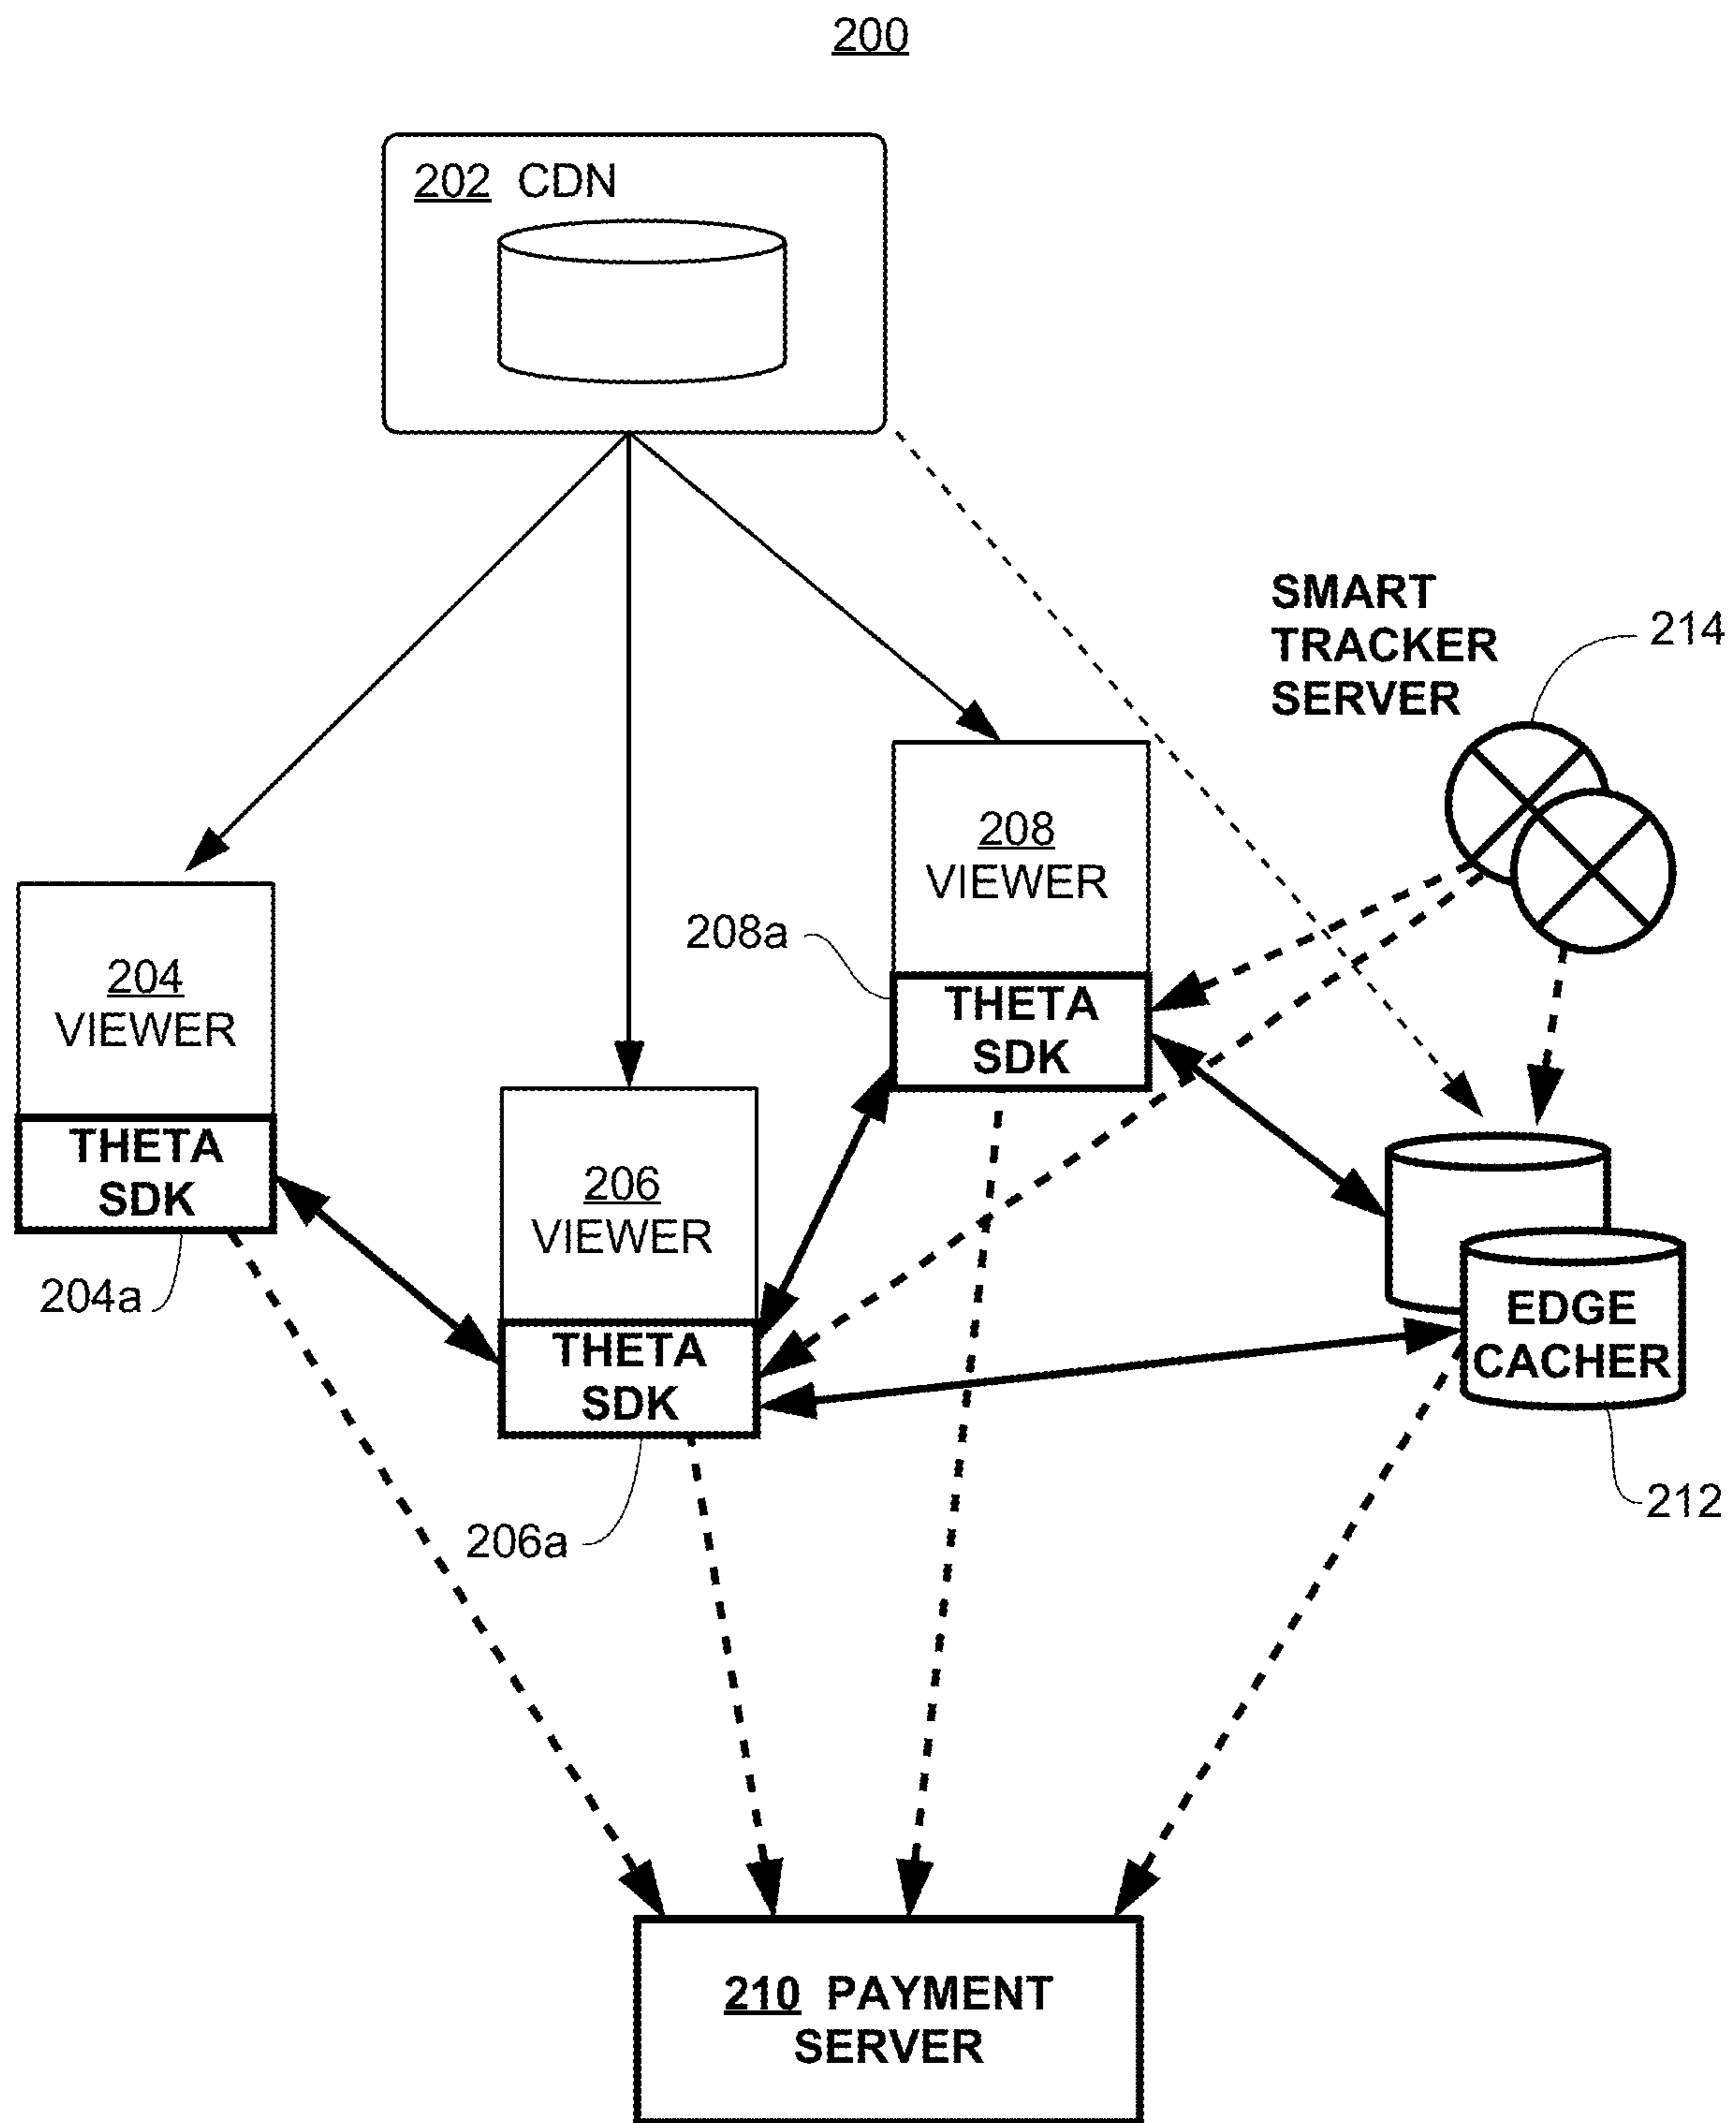 200
202 CDN
SMART
TRACKER
SERVER
214
208
VIEWER
208a
THETA
SDK
204
VIEWER
THETA
SDK
204a
206
VIEWER
THETA
SDK
206a
EDGE
CACHER
212
210 PAYMENT
SERVER